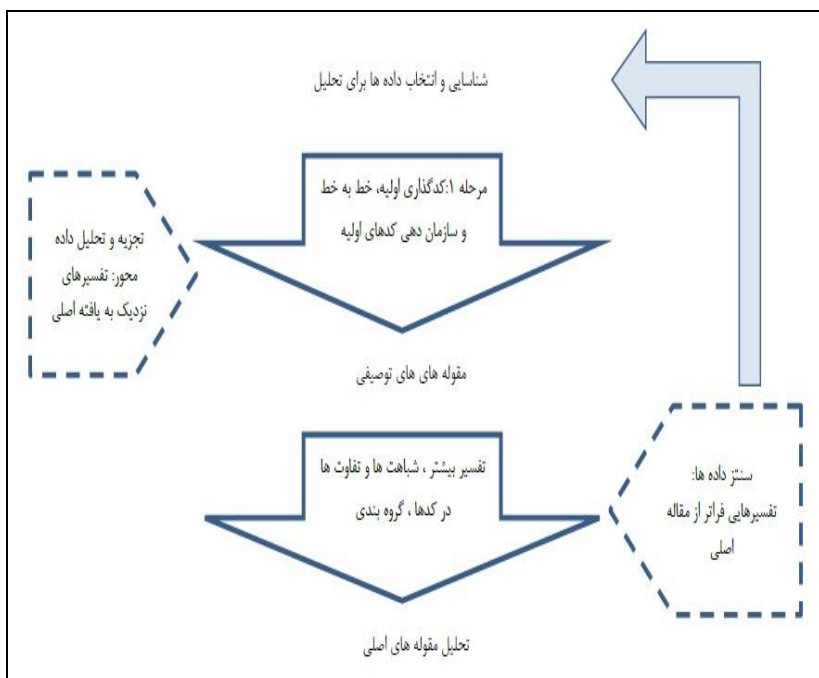 شناسایی و انتخاب داده ها برای تحلیل
مرحله ۱:کدگذاری اولیه، خط به خط
و سازمان دهی کدهای اولیه
تجزیه و تحلیل داده
محور: تفسرهای
نزدیک به یافته اصلی
مقوله های های توصیفی
تفسیر بیشتر ، شباهت ها و تفاوت ها
در کدها ، گروه بندی
سنتز داده ها:
تفسرهایی فراتر از مقاله
اصلی
تحلیل مقوله های اصلی